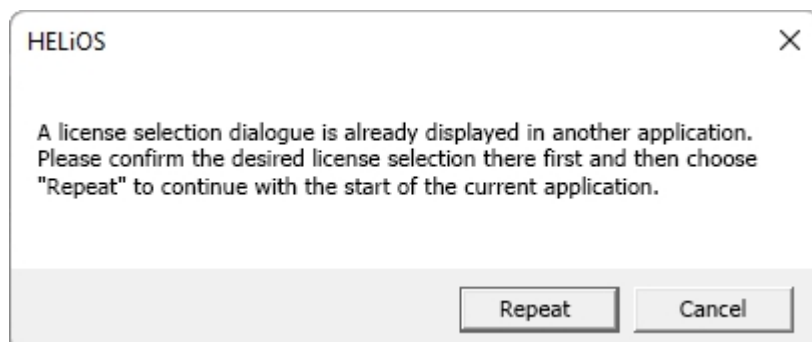 HELiOS
A license selection dialogue is already displayed in another application.
Please confirm the desired license selection there first and then choose
"Repeat" to continue with the start of the current application.
Repeat
Cancel